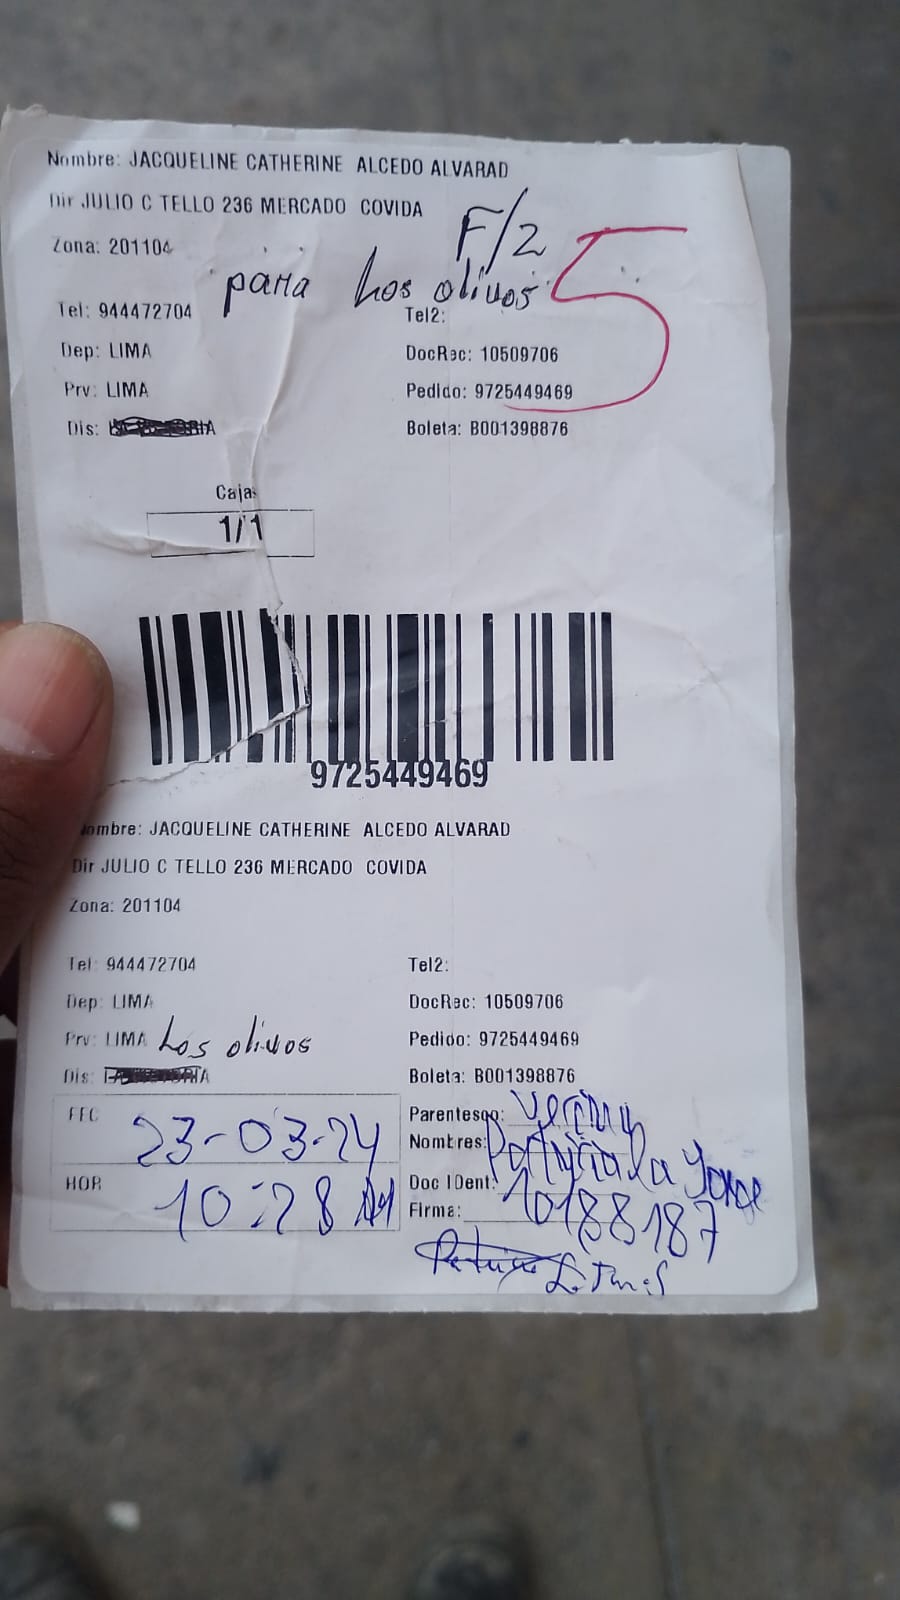 Nombre: JACQUELINE CATHERINE ALCEDO ALVARAD
Dir JULIO C TELLO 236 MERCADO COVIDA
F/2
5
Zona: 201104
para Los olivos
Tel: 944472704 Tel2:
Dep: LIMA DocRec: 10509706
Prv: LIMA Pedido: 9725449469
Dis: Boleta: B001398876
Caja
1/1
9725449469
Nombre: JACQUELINE CATHERINE ALCEDO ALVARAD
Dir JULIO C TELLO 236 MERCADO COVIDA
Zona: 201104
Tel: 944472704 Tel2:
Dep: LIMA DocRec: 10509706
Prv: LIMA Los olivos Pedido: 9725449469
Dis: Boleta: B001398876
FEC 23-03-24 Parentesco:
Nombres:
HOR 10:28 AM Doc IDent: 10188187
Firma: